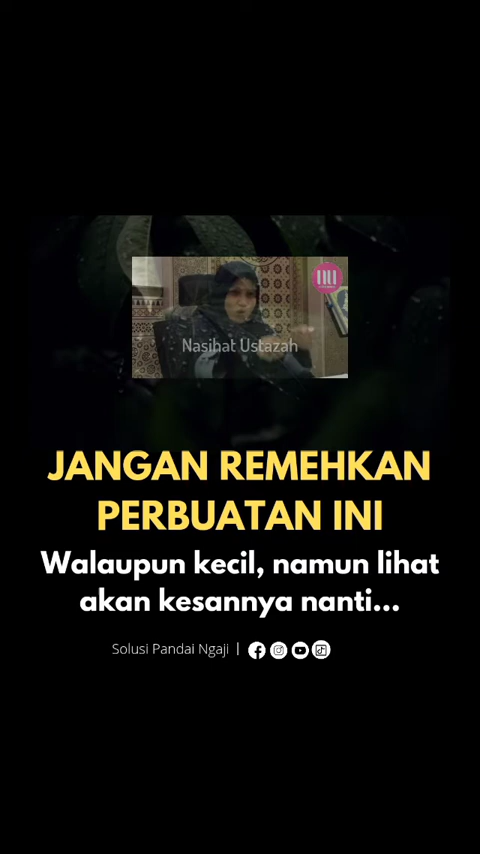 Nasihat Ustazah
JANGAN REMEHKAN
PERBUATAN INI
Walaupun kecil, namun lihat
akan kesannya nanti...
Solusi Pandai Ngaji |